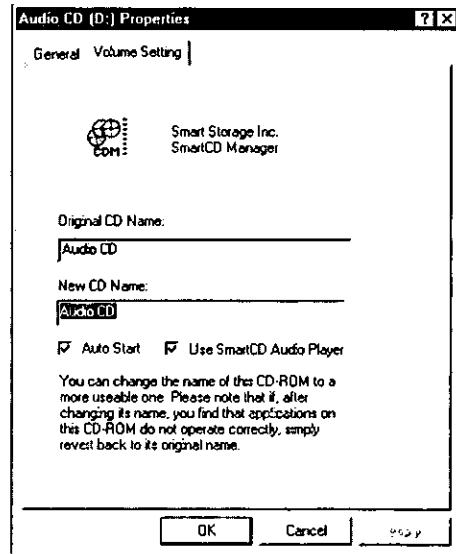 Audio CD (D:) Properties
General Volume Setting
CDM
Smart Storage Inc.
SmartCD Manager
Original CD Name:
Audio CD
New CD Name:
Audio CD
Auto Start Use SmartCD Audio Player
You can change the name of this CD-ROM to a
more useable one. Please note that if, after
changing its name, you find that applications on
this CD-ROM do not operate correctly, simply
revert back to its original name.
OK Cancel